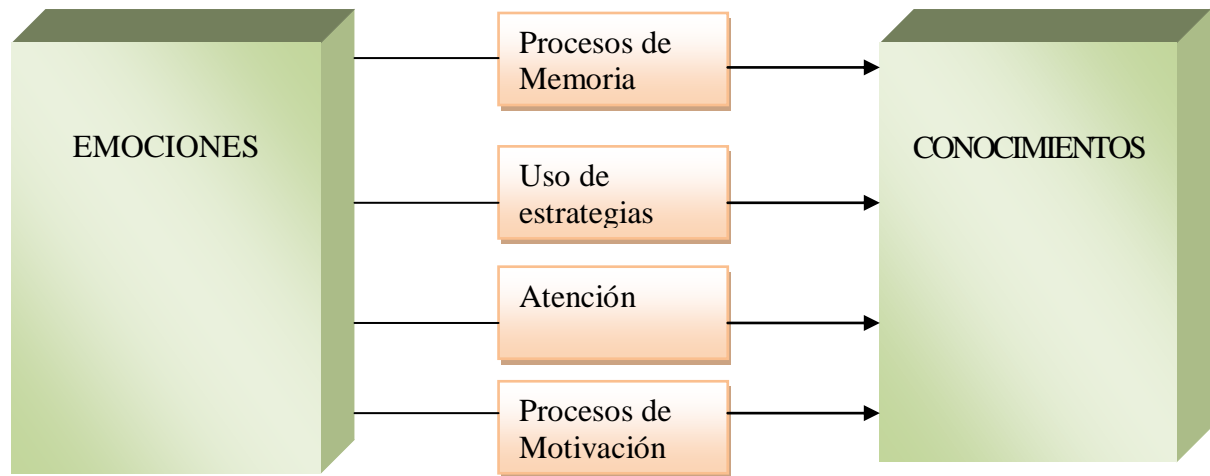 EMOCIONES
Procesos de
Memoria
Uso de
estrategias
Atención
Procesos de
Motivación
CONOCIMIENTOS